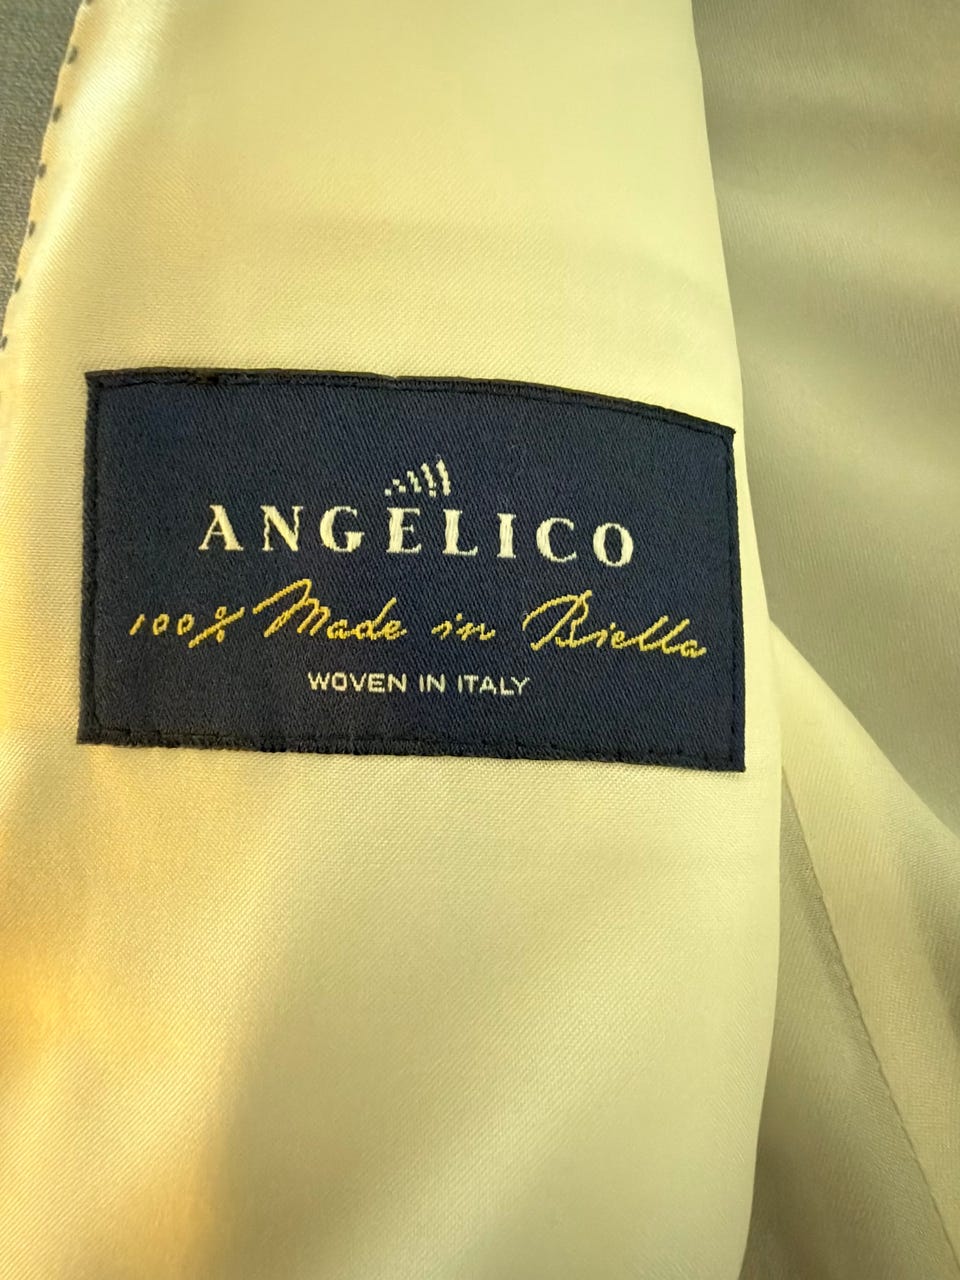 ANGELICO
100% Made in Biella
WOVEN IN ITALY